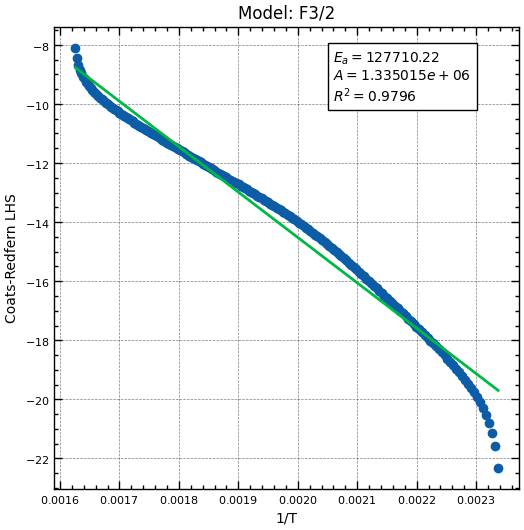 Model: F3/2
Eₐ = 127710.22
A = 1.335015e + 06
R² = 0.9796
Coats-Redfern LHS
−8
−10
−12
−14
−16
−18
−20
−22
0.0016 0.0017 0.0018 0.0019 0.0020 0.0021 0.0022 0.0023
1/T